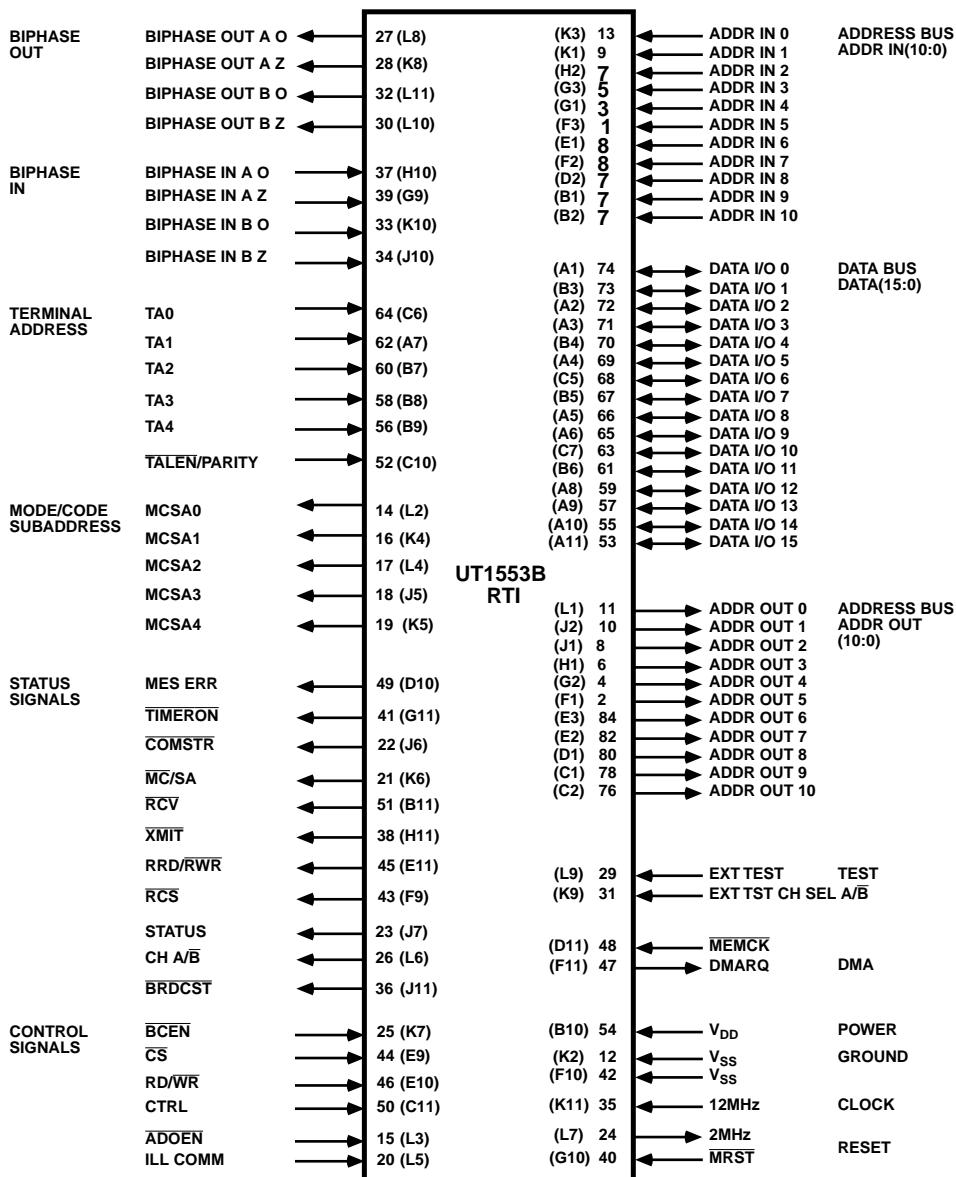 BIPHASE OUT
BIPHASE OUT A O 27 (L8)
BIPHASE OUT A Z 28 (K8)
BIPHASE OUT B O 32 (L11)
BIPHASE OUT B Z 30 (L10)
BIPHASE IN
BIPHASE IN A O 37 (H10)
BIPHASE IN A Z 39 (G9)
BIPHASE IN B O 33 (K10)
BIPHASE IN B Z 34 (J10)
TERMINAL ADDRESS
TA0 64 (C6)
TA1 62 (A7)
TA2 60 (B7)
TA3 58 (B8)
TA4 56 (B9)
TALEN/PARITY 52 (C10)
MODE/CODE SUBADDRESS
MCSA0 14 (L2)
MCSA1 16 (K4)
MCSA2 17 (L4)
MCSA3 18 (J5)
MCSA4 19 (K5)
STATUS SIGNALS
MES ERR 49 (D10)
TIMERON 41 (G11)
COMSTR 22 (J6)
MC/SA 21 (K6)
RCV 51 (B11)
XMIT 38 (H11)
RRD/RWR 45 (E11)
RCS 43 (F9)
STATUS 23 (J7)
CH A/B 26 (L6)
BRDCST 36 (J11)
CONTROL SIGNALS
BCEN 25 (K7)
CS 44 (E9)
RD/WR 46 (E10)
CTRL 50 (C11)
ADOEN 15 (L3)
ILL COMM 20 (L5)
UT1553B
RTI
(K3) 13 ADDR IN 0
(K1) 9 ADDR IN 1
(H2) 7 ADDR IN 2
(G3) 5 ADDR IN 3
(G1) 3 ADDR IN 4
(F3) 1 ADDR IN 5
(E1) 8 ADDR IN 6
(F2) 8 ADDR IN 7
(D2) 7 ADDR IN 8
(B1) 7 ADDR IN 9
(B2) 7 ADDR IN 10
ADDRESS BUS
ADDR IN(10:0)
(A1) 74 DATA I/O 0
(B3) 73 DATA I/O 1
(A2) 72 DATA I/O 2
(A3) 71 DATA I/O 3
(B4) 70 DATA I/O 4
(A4) 69 DATA I/O 5
(C5) 68 DATA I/O 6
(B5) 67 DATA I/O 7
(A5) 66 DATA I/O 8
(A6) 65 DATA I/O 9
(C7) 63 DATA I/O 10
(B6) 61 DATA I/O 11
(A8) 59 DATA I/O 12
(A9) 57 DATA I/O 13
(A10) 55 DATA I/O 14
(A11) 53 DATA I/O 15
DATA BUS
DATA(15:0)
(L1) 11 ADDR OUT 0
(J2) 10 ADDR OUT 1
(J1) 8 ADDR OUT 2
(H1) 6 ADDR OUT 3
(G2) 4 ADDR OUT 4
(F1) 2 ADDR OUT 5
(E3) 84 ADDR OUT 6
(E2) 82 ADDR OUT 7
(D1) 80 ADDR OUT 8
(C1) 78 ADDR OUT 9
(C2) 76 ADDR OUT 10
ADDRESS BUS
ADDR OUT
(10:0)
(L9) 29 EXT TEST TEST
(K9) 31 EXT TST CH SEL A/B
(D11) 48 MEMCK
(F11) 47 DMARQ DMA
(B10) 54 VDD POWER
(K2) 12 VSS GROUND
(F10) 42 VSS
(K11) 35 12MHz CLOCK
(L7) 24 2MHz
(G10) 40 MRST RESET